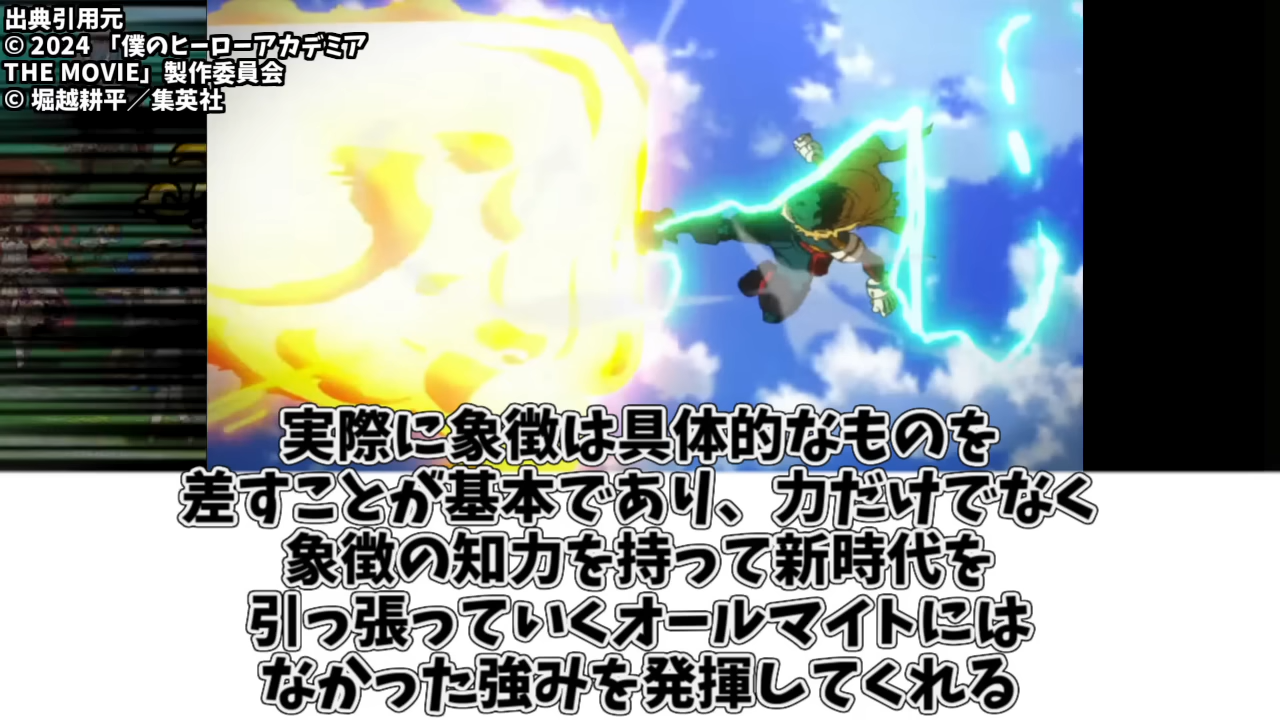 出典引用元
© 2024 「僕のヒーローアカデミア
THE MOVIE」製作委員会
© 堀越耕平／集英社
実際に象徴は具体的なものを
差すことが基本であり、力だけでなく
象徴の知力を持って新時代を
引っ張っていくオールマイトには
なかった強みを発揮してくれる